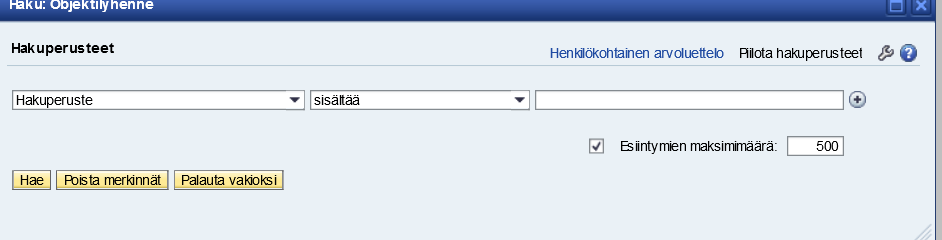 Haku: Objektilyhenne
Hakuperusteet
Henkilökohtainen arvoluettelo Piilota hakuperusteet ?
Hakuperuste sisältää
Esiintymien maksimimäärä: 500
Hae Poista merkinnät Palauta vakioksi